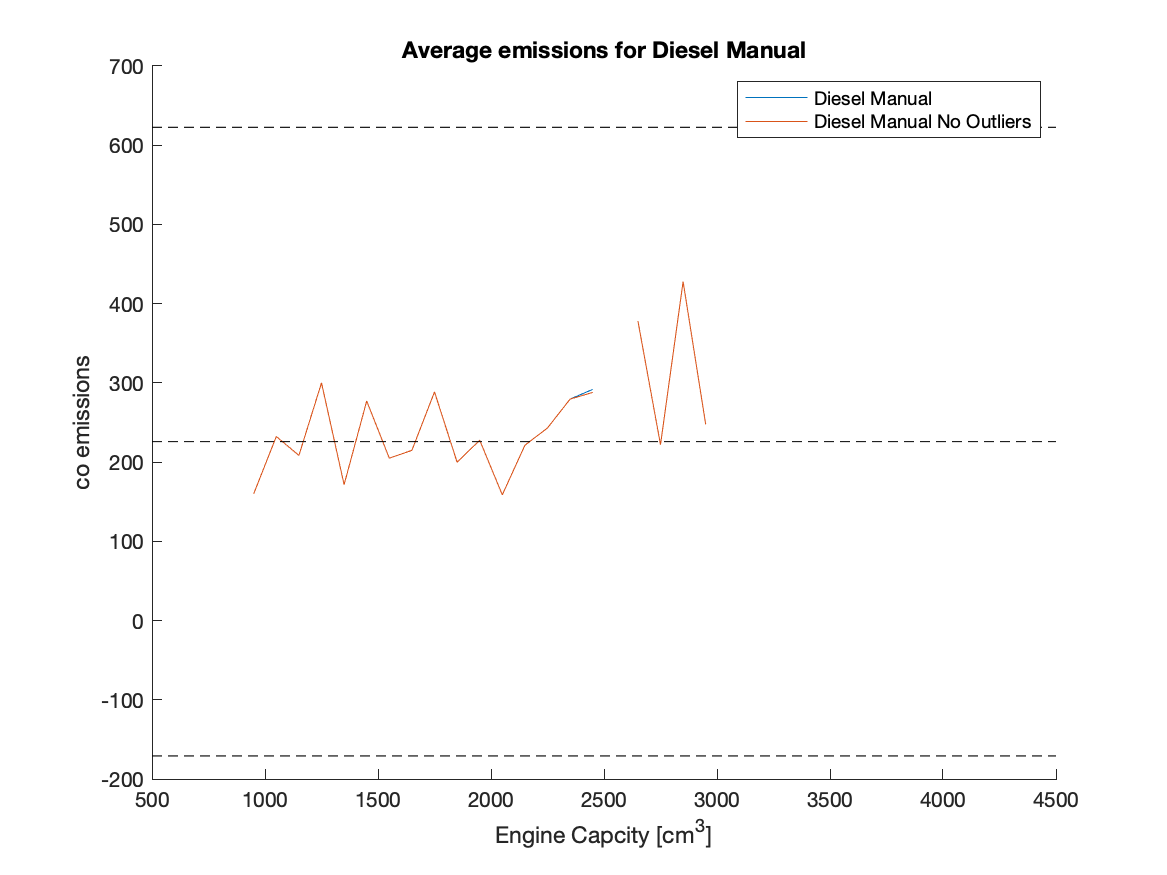 Average emissions for Diesel Manual
700
600
500
400
300
200
100
0
-100
-200
co emissions
Diesel Manual
Diesel Manual No Outliers
500 1000 1500 2000 2500 3000 3500 4000 4500
Engine Capcity [cm³]